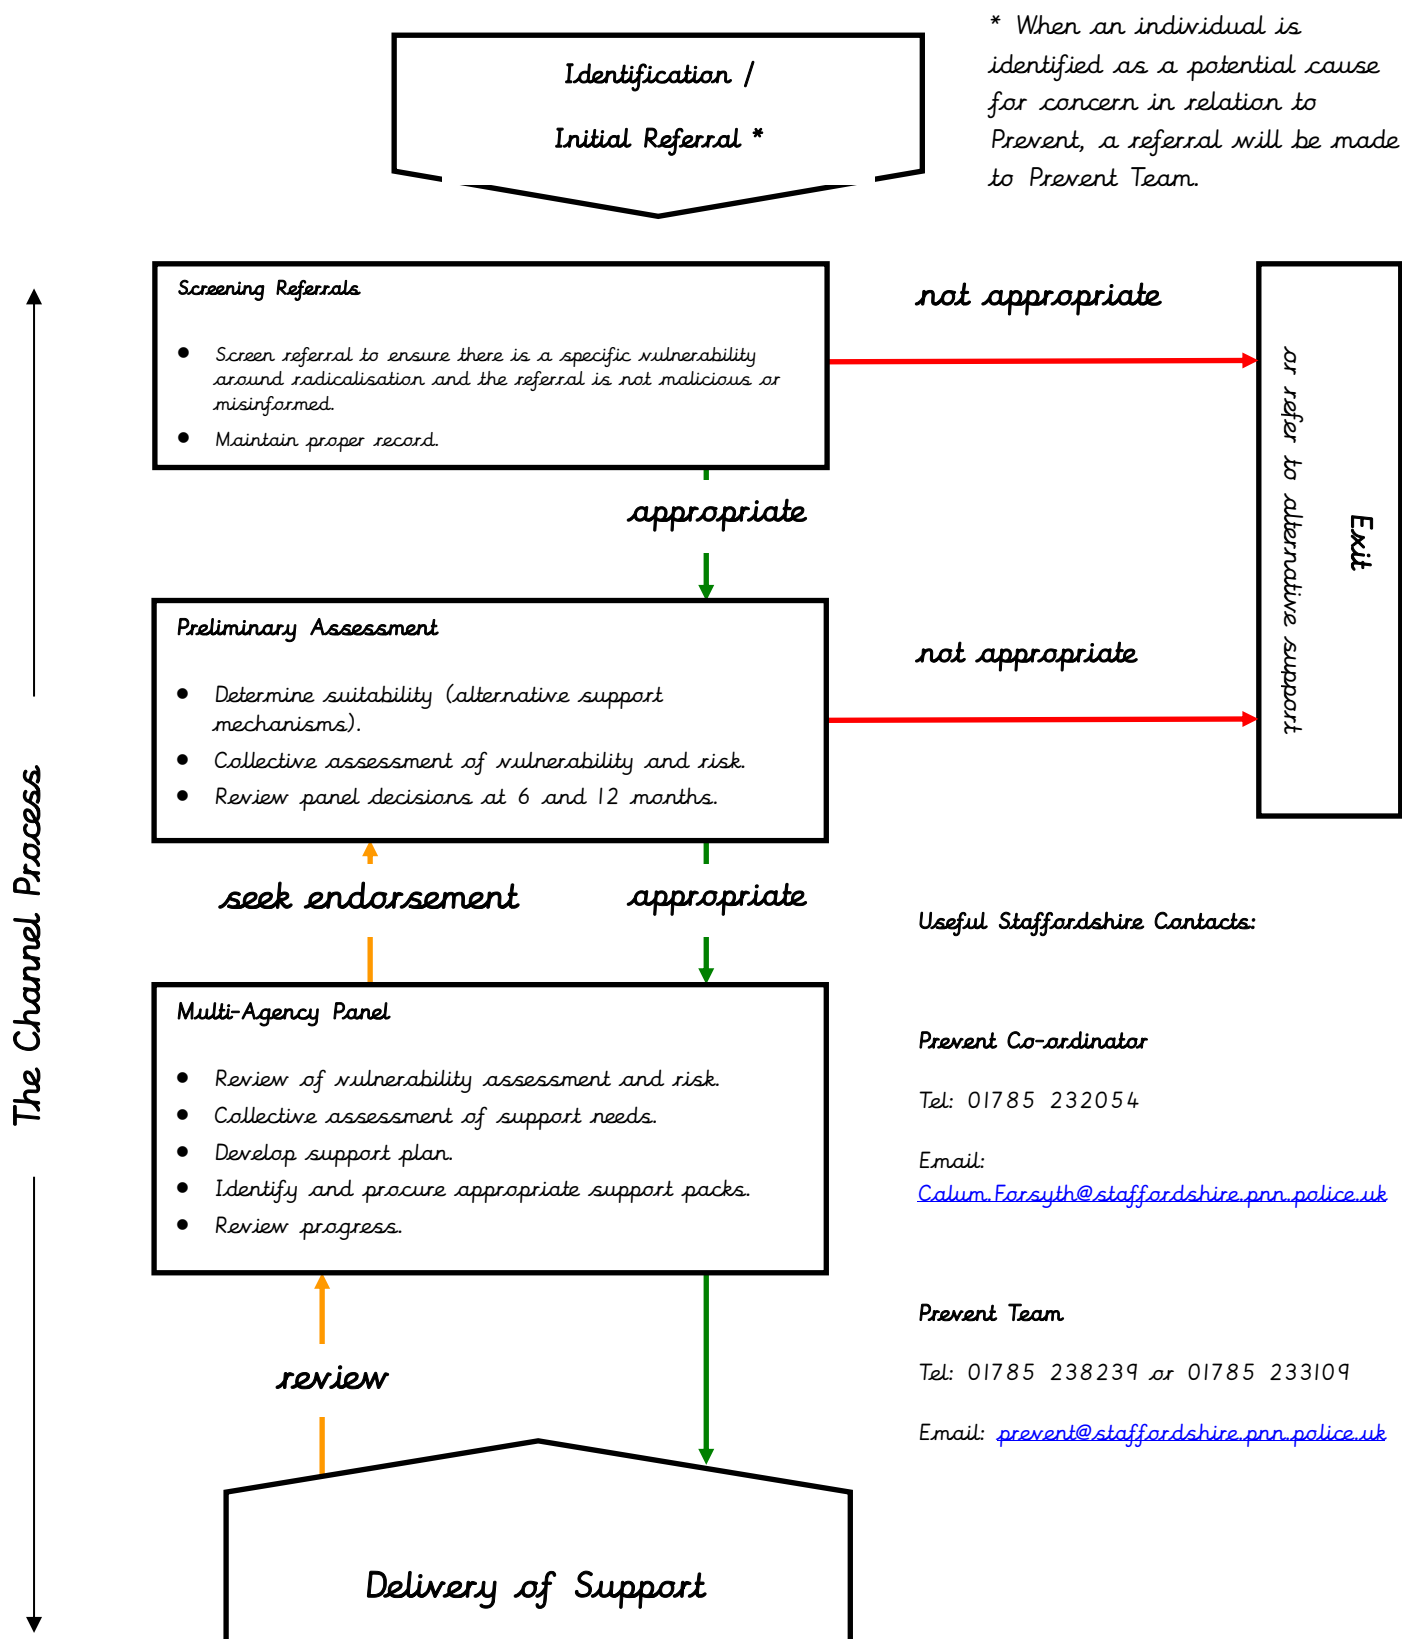 Identification /
Initial Referral *
* When an individual is
identified as a potential cause
for concern in relation to
Prevent, a referral will be made
to Prevent Team.
The Channel Process
Screening Referrals
● Screen referral to ensure there is a specific vulnerability
around radicalisation and the referral is not malicious or
misinformed.
● Maintain proper record.
not appropriate
Exit
or refer to alternative support
appropriate
Preliminary Assessment
● Determine suitability (alternative support
mechanisms).
● Collective assessment of vulnerability and risk.
● Review panel decisions at 6 and 12 months.
not appropriate
seek endorsement
appropriate
Multi-Agency Panel
● Review of vulnerability assessment and risk.
● Collective assessment of support needs.
● Develop support plan.
● Identify and procure appropriate support packs.
● Review progress.
review
Delivery of Support
Useful Staffordshire Contacts:
Prevent Co-ordinator
Tel: 01785 232054
Email:
Calum.Forsyth@staffordshire.pnn.police.uk
Prevent Team
Tel: 01785 238239 or 01785 233109
Email: prevent@staffordshire.pnn.police.uk